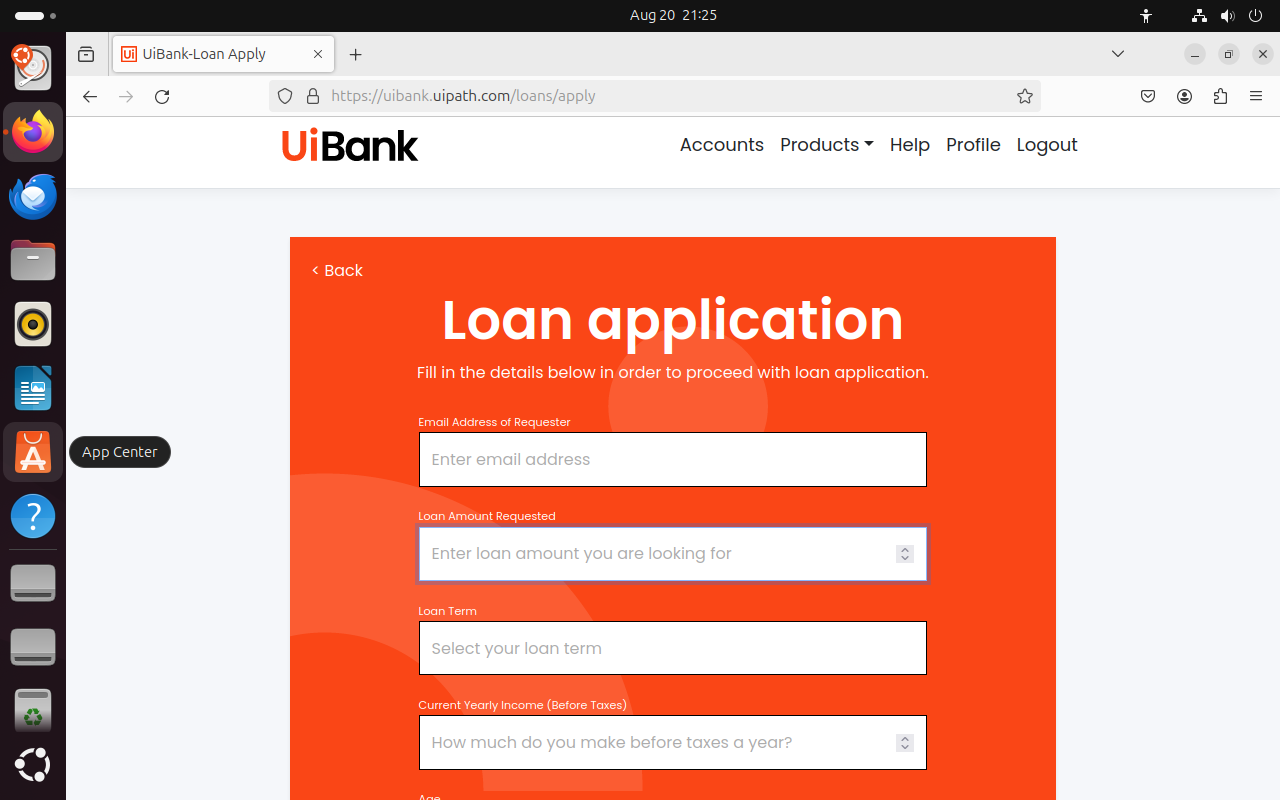 Aug 20 21:25
UiBank-Loan Apply
https://uibank.uipath.com/loans/apply
UiBank
Accounts Products Help Profile Logout
< Back
Loan application
Fill in the details below in order to proceed with loan application.
Email Address of Requester
Enter email address
App Center
Loan Amount Requested
Enter loan amount you are looking for
Loan Term
Select your loan term
Current Yearly Income (Before Taxes)
How much do you make before taxes a year?
Age